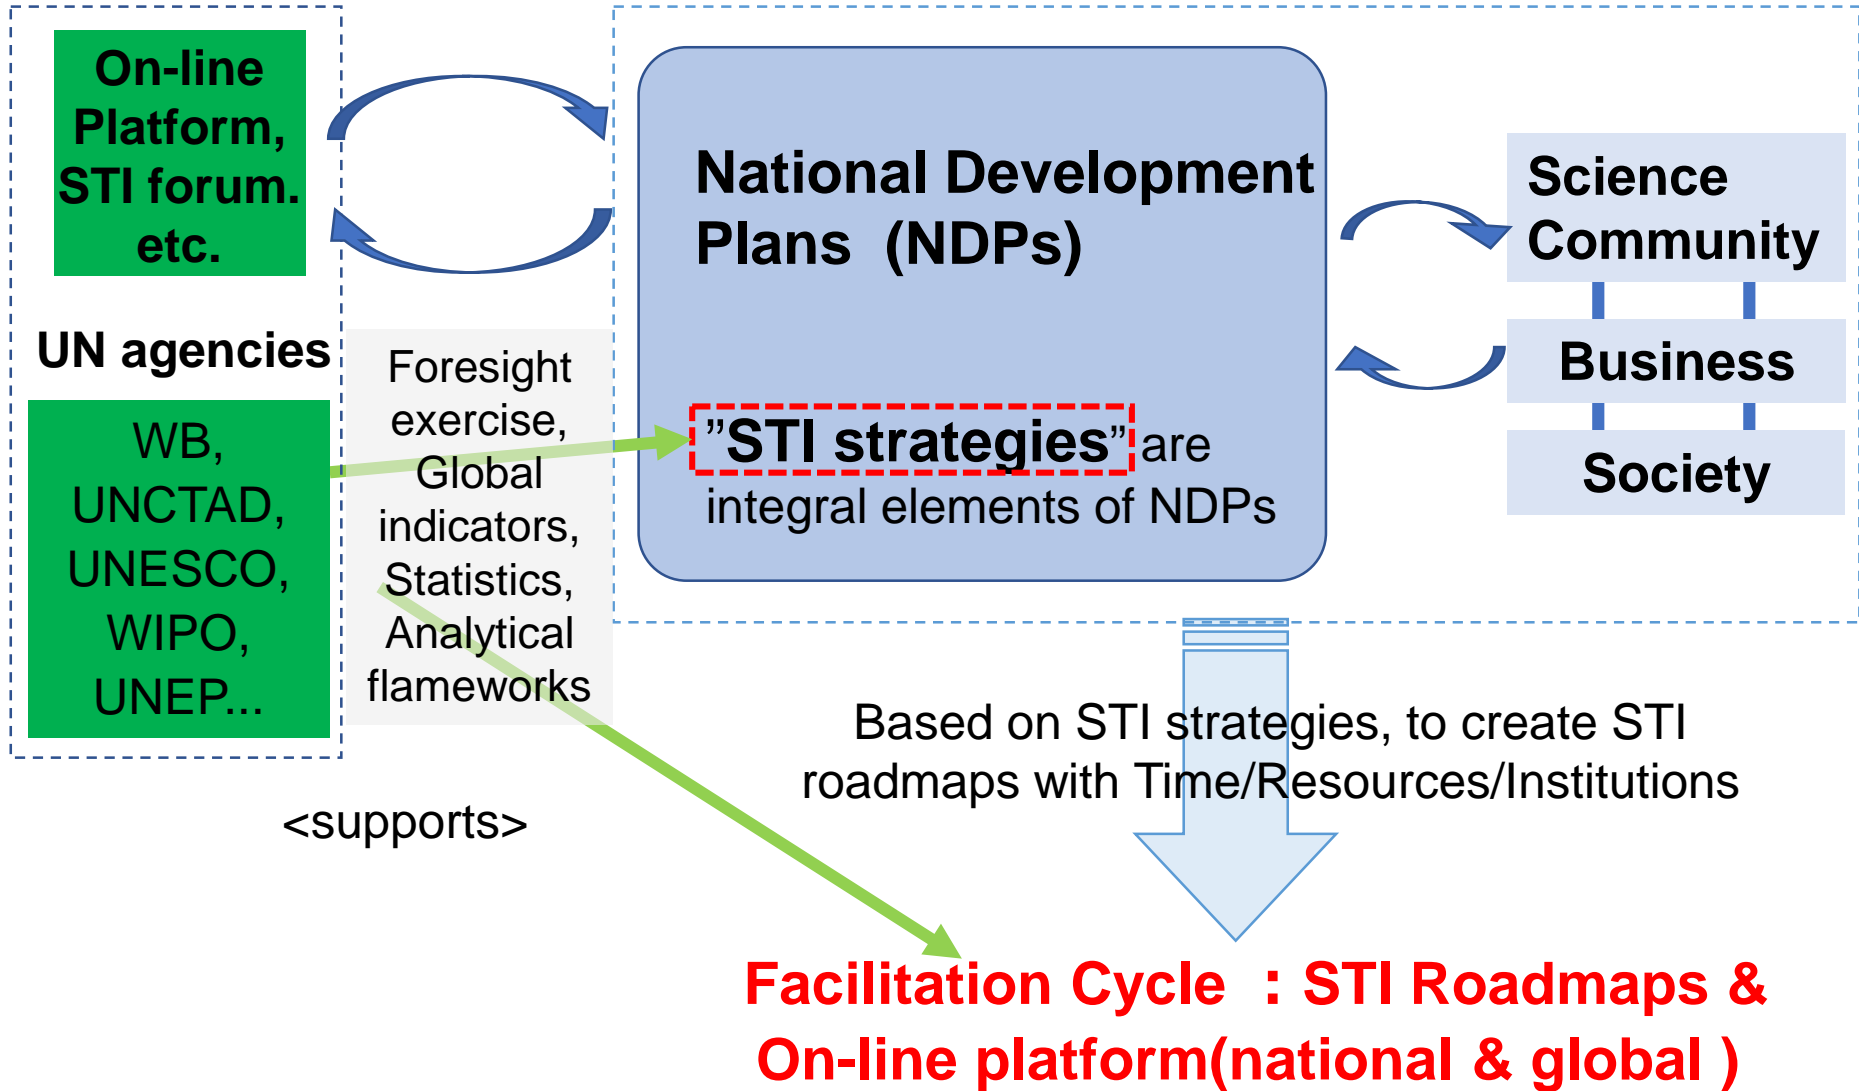 On-line
Platform,
STI forum.
etc.
UN agencies
WB,
UNCTAD,
UNESCO,
WIPO,
UNEP...
Foresight
exercise,
Global
indicators,
Statistics,
Analytical
flameworks
<supports>
National Development
Plans (NDPs)
”STI strategies” are
integral elements of NDPs
Science
Community
Business
Society
Based on STI strategies, to create STI
roadmaps with Time/Resources/Institutions
Facilitation Cycle : STI Roadmaps &
On-line platform(national & global )